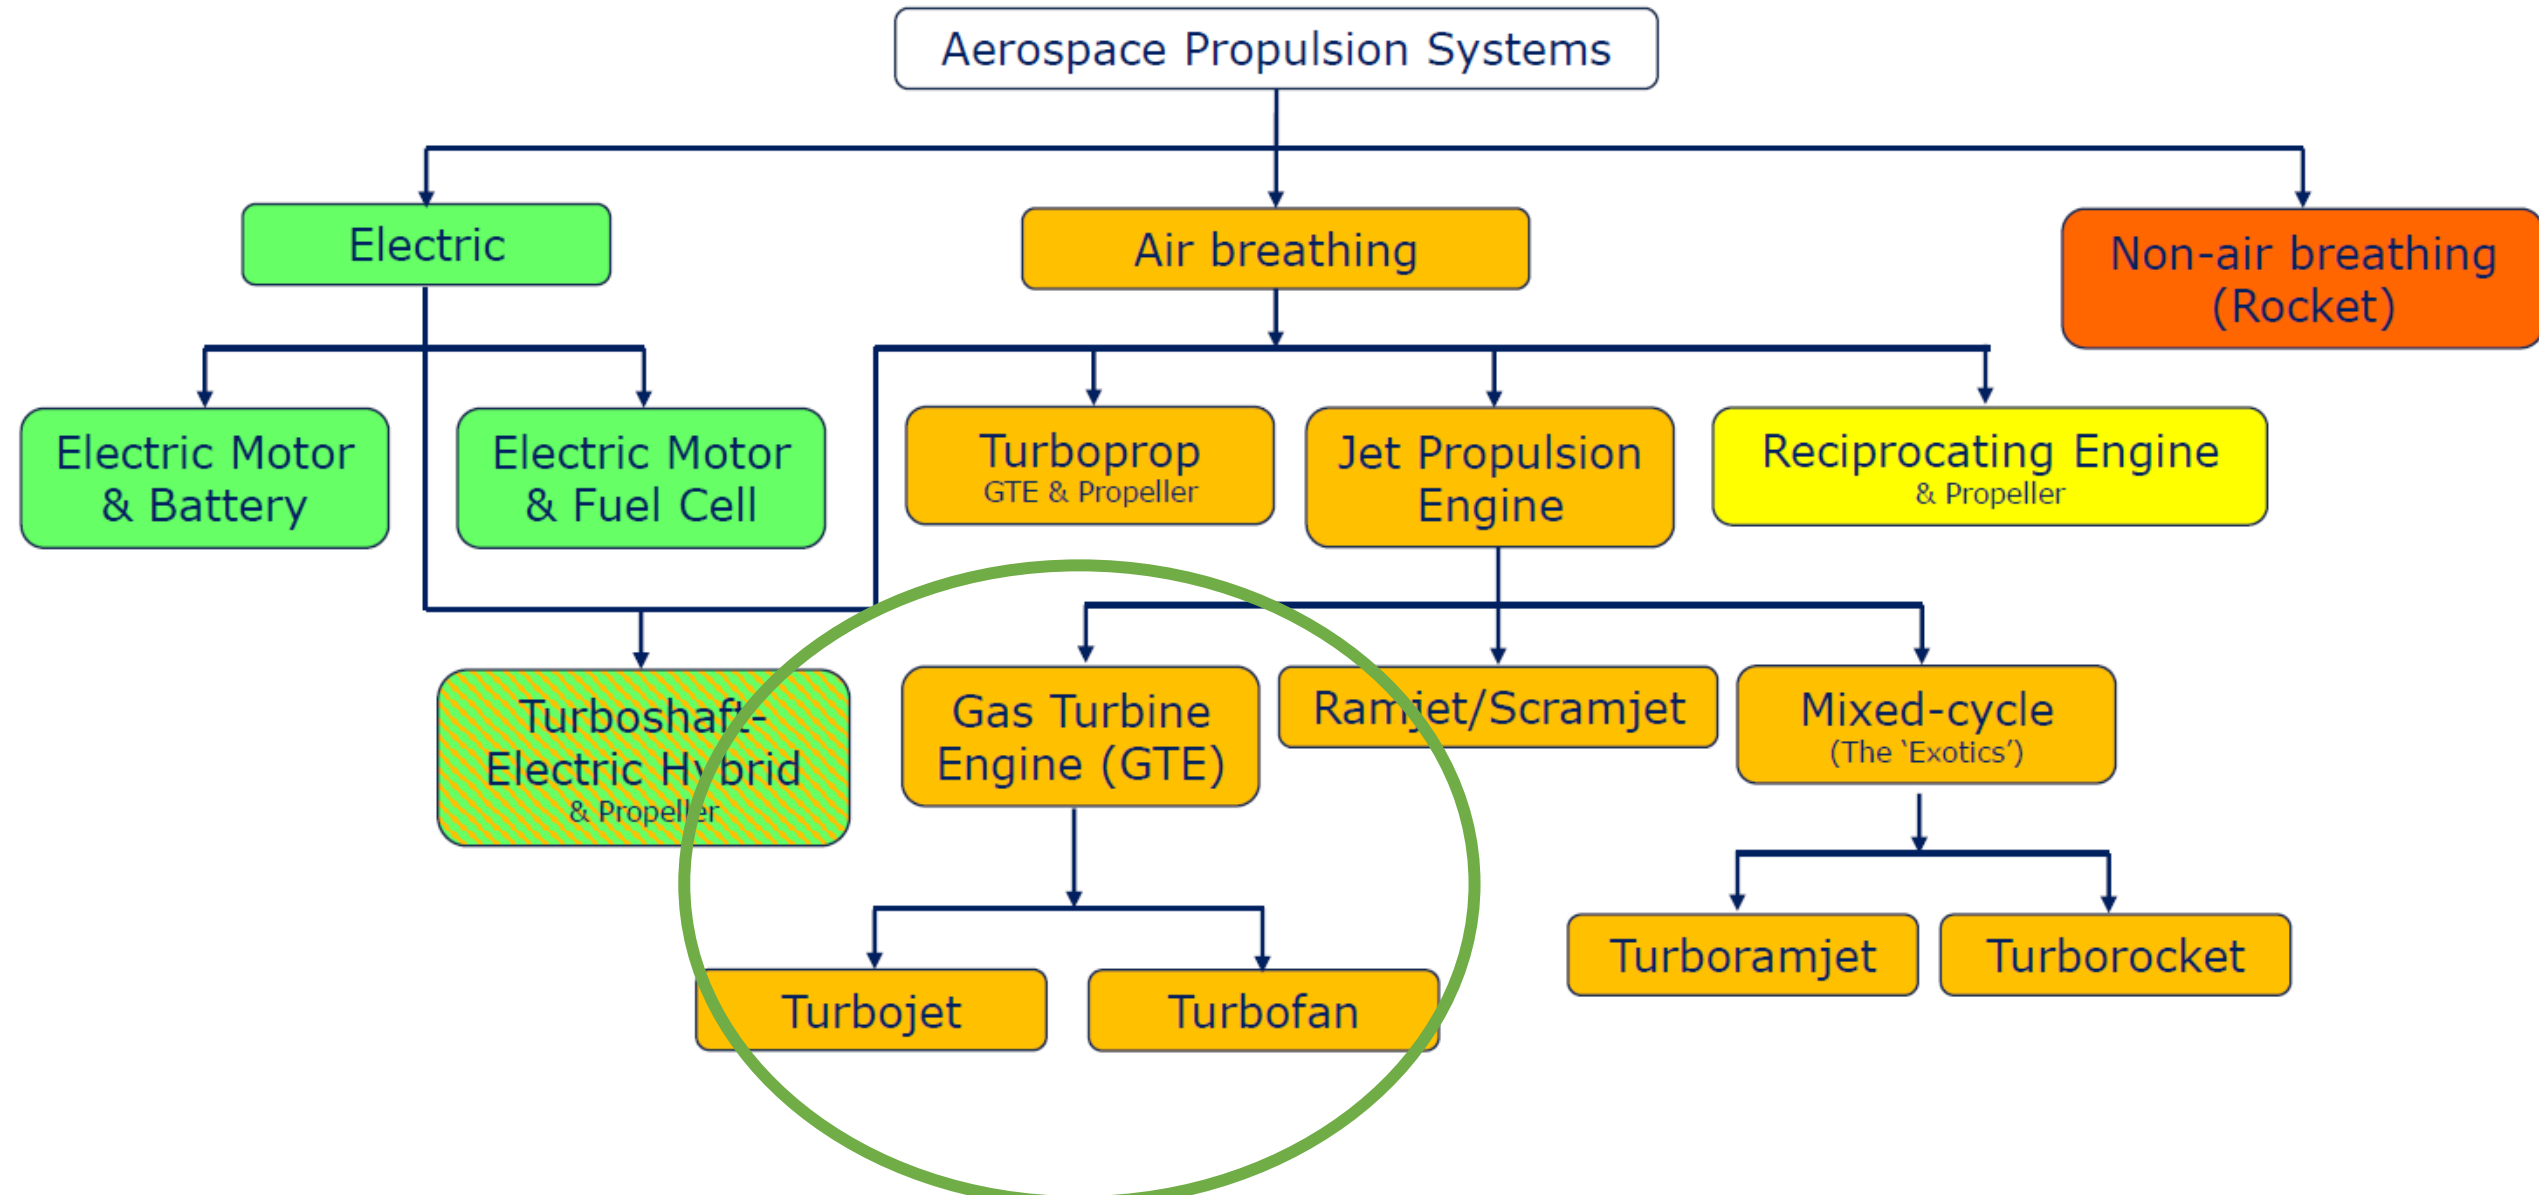 Aerospace Propulsion Systems
Electric
Air breathing
Non-air breathing
(Rocket)
Electric Motor
& Battery
Electric Motor
& Fuel Cell
Turboprop
GTE & Propeller
Jet Propulsion
Engine
Reciprocating Engine
& Propeller
Turboshaft-
Electric Hybrid
& Propeller
Gas Turbine
Engine (GTE)
Ramjet/Scramjet
Mixed-cycle
(The ‘Exotics’)
Turbojet
Turbofan
Turboramjet
Turborocket